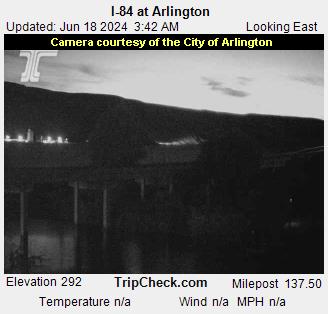 I-84 at Arlington
Updated: Jun 18 2024 3:42 AM Looking East
Camera courtesy of the City of Arlington
Elevation 292 TripCheck.com Milepost 137.50
Temperature n/a Wind n/a MPH n/a